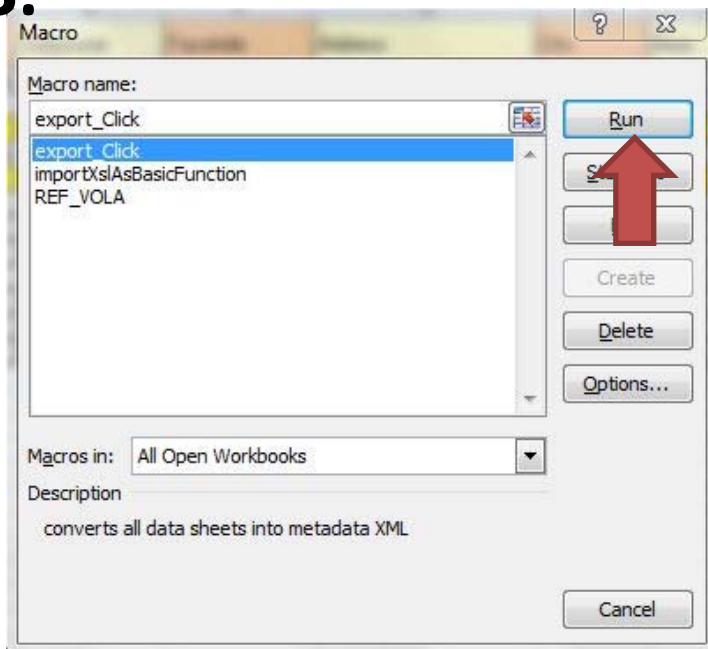 Macro
Macro name:
export_Click
Run
export_Click
importXslAsBasicFunction
REF_VOLA
Create
Delete
Options...
Macros in: All Open Workbooks
Description
converts all data sheets into metadata XML
Cancel